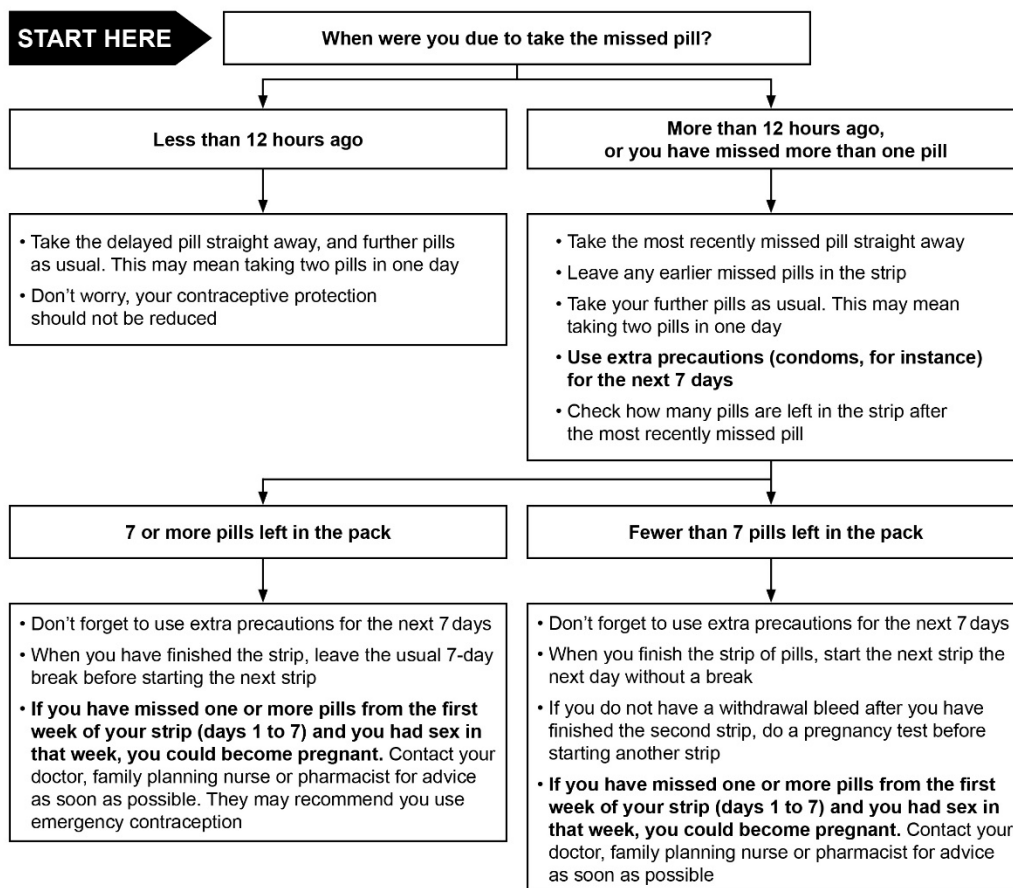 START HERE
When were you due to take the missed pill?
Less than 12 hours ago
More than 12 hours ago,
or you have missed more than one pill
• Take the delayed pill straight away, and further pills
as usual. This may mean taking two pills in one day
• Don’t worry, your contraceptive protection
should not be reduced
• Take the most recently missed pill straight away
• Leave any earlier missed pills in the strip
• Take your further pills as usual. This may mean
taking two pills in one day
• Use extra precautions (condoms, for instance)
for the next 7 days
• Check how many pills are left in the strip after
the most recently missed pill
7 or more pills left in the pack
Fewer than 7 pills left in the pack
• Don’t forget to use extra precautions for the next 7 days
• When you have finished the strip, leave the usual 7-day
break before starting the next strip
• If you have missed one or more pills from the first
week of your strip (days 1 to 7) and you had sex in
that week, you could become pregnant. Contact your
doctor, family planning nurse or pharmacist for advice
as soon as possible. They may recommend you use
emergency contraception
• Don’t forget to use extra precautions for the next 7 days
• When you finish the strip of pills, start the next strip the
next day without a break
• If you do not have a withdrawal bleed after you have
finished the second strip, do a pregnancy test before
starting another strip
• If you have missed one or more pills from the first
week of your strip (days 1 to 7) and you had sex in
that week, you could become pregnant. Contact your
doctor, family planning nurse or pharmacist for advice
as soon as possible